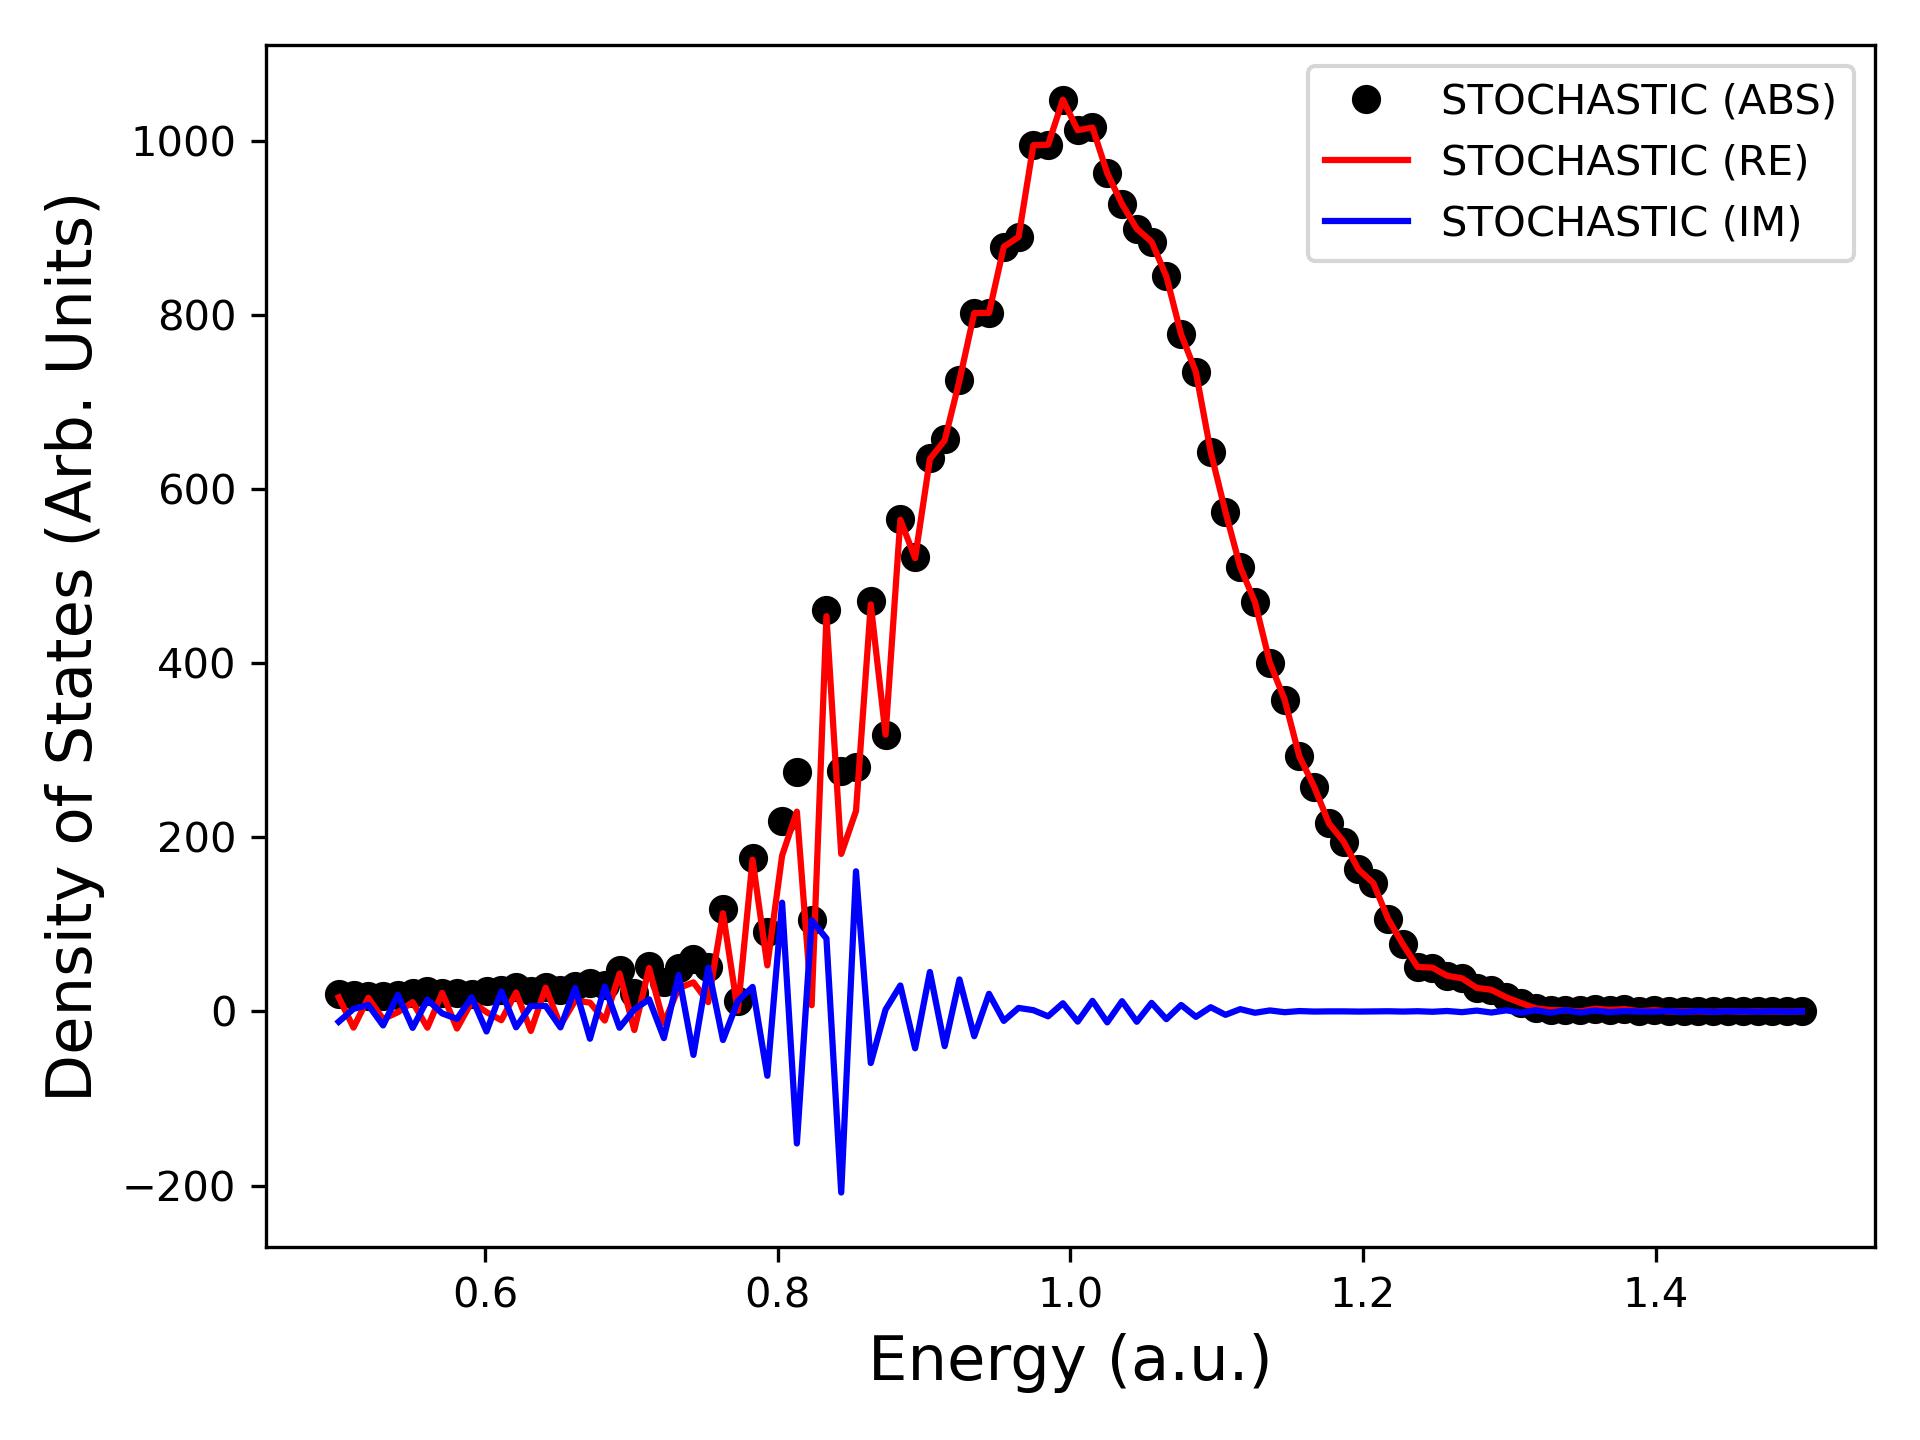 STOCHASTIC (ABS)
STOCHASTIC (RE)
STOCHASTIC (IM)
Density of States (Arb. Units)
1000
800
600
400
200
0
−200
0.6 0.8 1.0 1.2 1.4
Energy (a.u.)